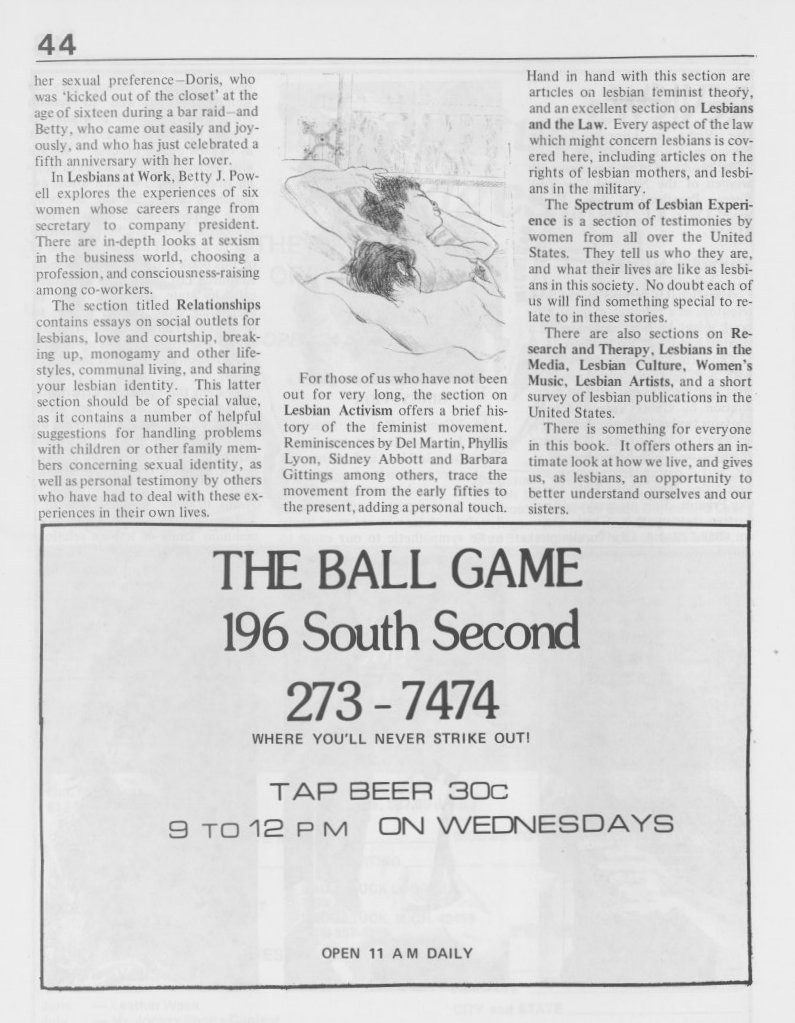 44
her sexual preference—Doris, who
was ‘kicked out of the closet’ at the
age of sixteen during a bar raid—and
Betty, who came out easily and joy-
ously, and who has just celebrated a
fifth anniversary with her lover.
In Lesbians at Work, Betty J. Pow-
ell explores the experiences of six
women whose careers range from
secretary to company president.
There are in-depth looks at sexism
in the business world, choosing a
profession, and consciousness-raising
among co-workers.
The section titled Relationships
contains essays on social outlets for
lesbians, love and courtship, break-
ing up, monogamy and other life-
styles, communal living, and sharing
your lesbian identity. This latter
section should be of special value,
as it contains a number of helpful
suggestions for handling problems
with children or other family mem-
bers concerning sexual identity, as
well as personal testimony by others
who have had to deal with these ex-
periences in their own lives.
For those of us who have not been
out for very long, the section on
Lesbian Activism offers a brief his-
tory of the feminist movement.
Reminiscences by Del Martin, Phyllis
Lyon, Sidney Abbott and Barbara
Gittings among others, trace the
movement from the early fifties to
the present, adding a personal touch.
Hand in hand with this section are
articles on lesbian feminist theory,
and an excellent section on Lesbians
and the Law. Every aspect of the law
which might concern lesbians is cov-
ered here, including articles on the
rights of lesbian mothers, and lesbi-
ans in the military.
The Spectrum of Lesbian Experi-
ence is a section of testimonies by
women from all over the United
States. They tell us who they are,
and what their lives are like as lesbi-
ans in this society. No doubt each of
us will find something special to re-
late to in these stories.
There are also sections on Re-
search and Therapy, Lesbians in the
Media, Lesbian Culture, Women's
Music, Lesbian Artists, and a short
survey of lesbian publications in the
United States.
There is something for everyone
in this book. It offers others an in-
timate look at how we live, and gives
us, as lesbians, an opportunity to
better understand ourselves and our
sisters.
THE BALL GAME
196 South Second
273 - 7474
WHERE YOU'LL NEVER STRIKE OUT!
TAP BEER 30c
9 TO 12 P M ON WEDNESDAYS
OPEN 11 A M DAILY